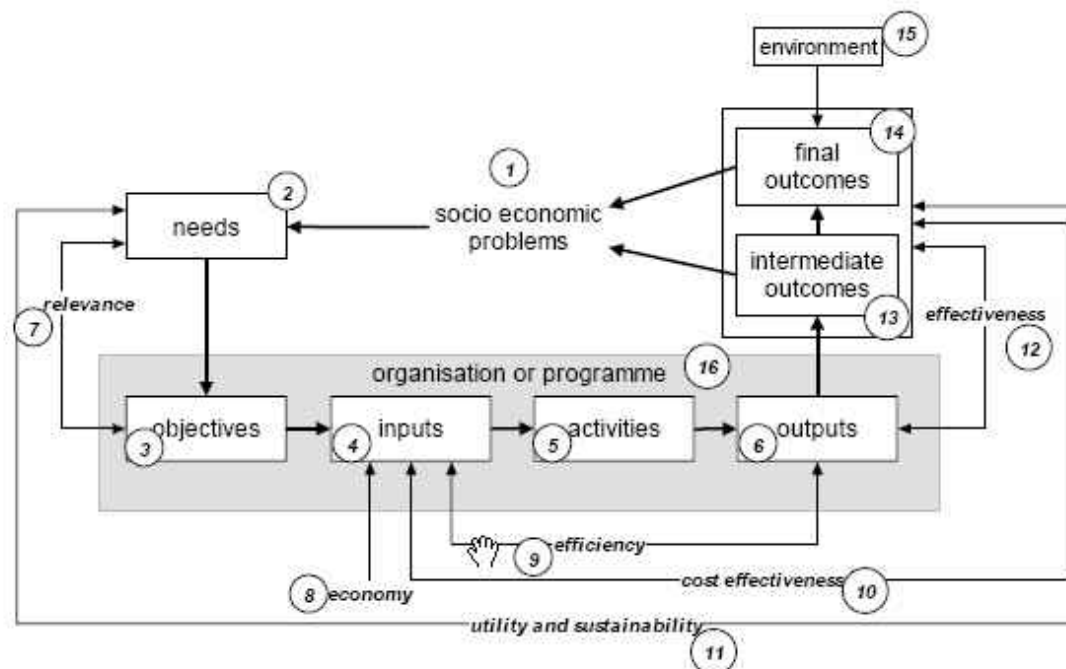 environment
15
14
final
outcomes
1
2
socio economic
problems
needs
intermediate
outcomes
13
relevance
7
effectiveness
12
organisation or programme
16
objectives
3
inputs
4
activities
5
outputs
6
efficiency
9
8
economy
cost effectiveness
10
utility and sustainability
11